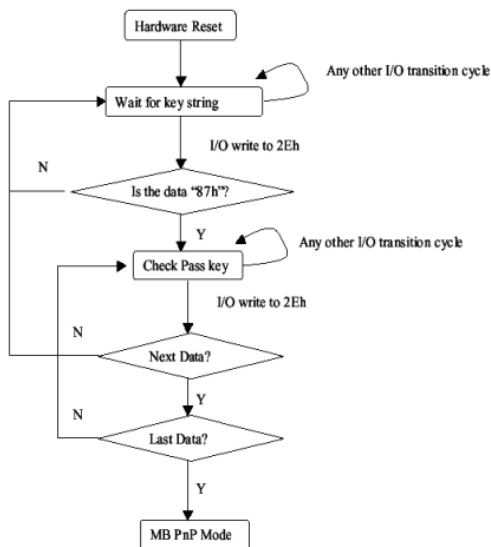 Hardware Reset
Any other I/O transition cycle
Wait for key string
I/O write to 2Eh
N
Is the data “87h”?
Y
Any other I/O transition cycle
Check Pass key
I/O write to 2Eh
N
Next Data?
Y
N
Last Data?
Y
MB PnP Mode